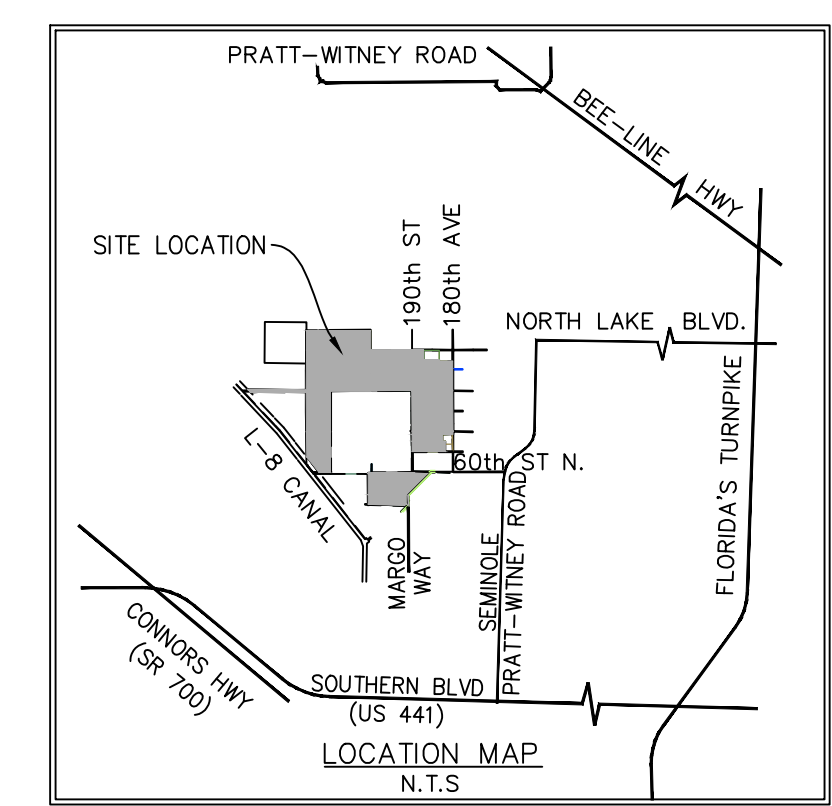 PRATT-WITNEY ROAD
BEE-LINE
HWY
SITE LOCATION
190th ST
180th AVE
NORTH LAKE BLVD.
FLORIDA'S TURNPIKE
L-8 CANAL
60th ST N.
MARGO
WAY
SEMINOLE
PRATT-WITNEY ROAD
CONNORS HWY
(SR 700)
SOUTHERN BLVD
(US 441)
LOCATION MAP
N.T.S